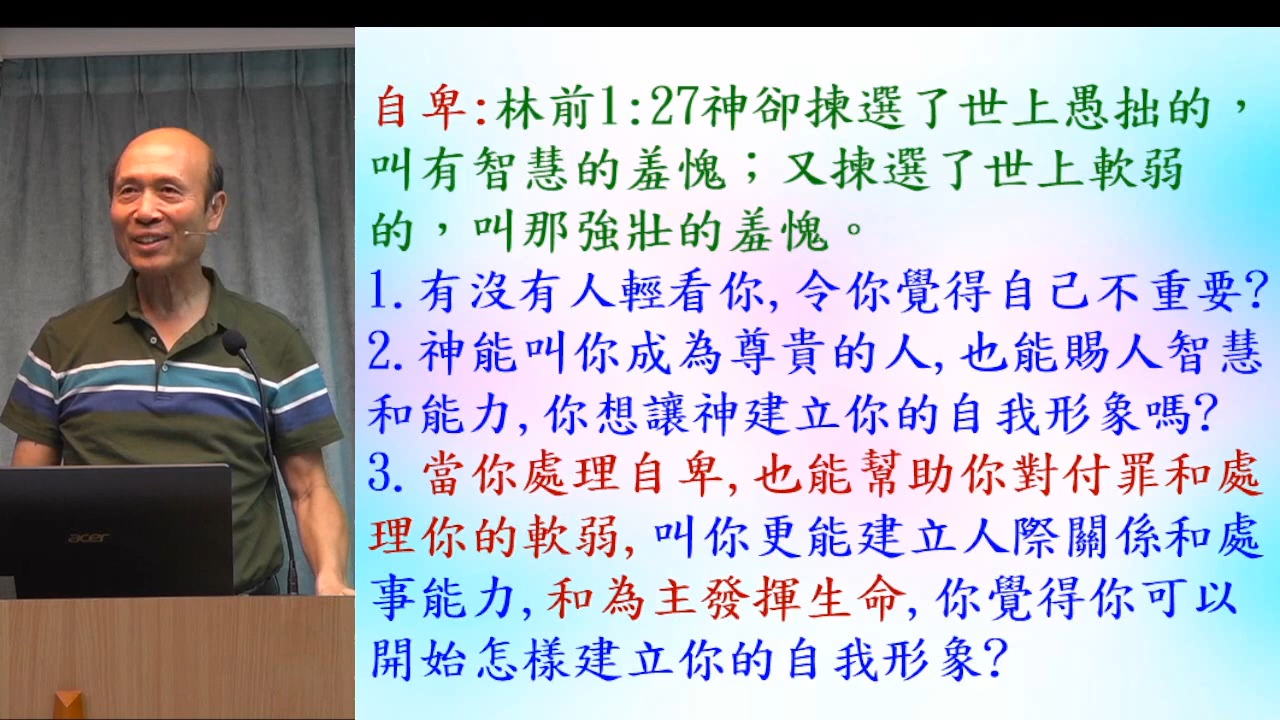 自卑:林前1:27神卻揀選了世上愚拙的，
叫有智慧的羞愧；又揀選了世上軟弱
的，叫那強壯的羞愧。
1.有沒有人輕看你,令你覺得自己不重要?
2.神能叫你成為尊貴的人,也能賜人智慧
和能力,你想讓神建立你的自我形象嗎?
3.當你處理自卑,也能幫助你對付罪和處
理你的軟弱,叫你更能建立人際關係和處
事能力,和為主發揮生命,你覺得你可以
開始怎樣建立你的自我形象?
acer